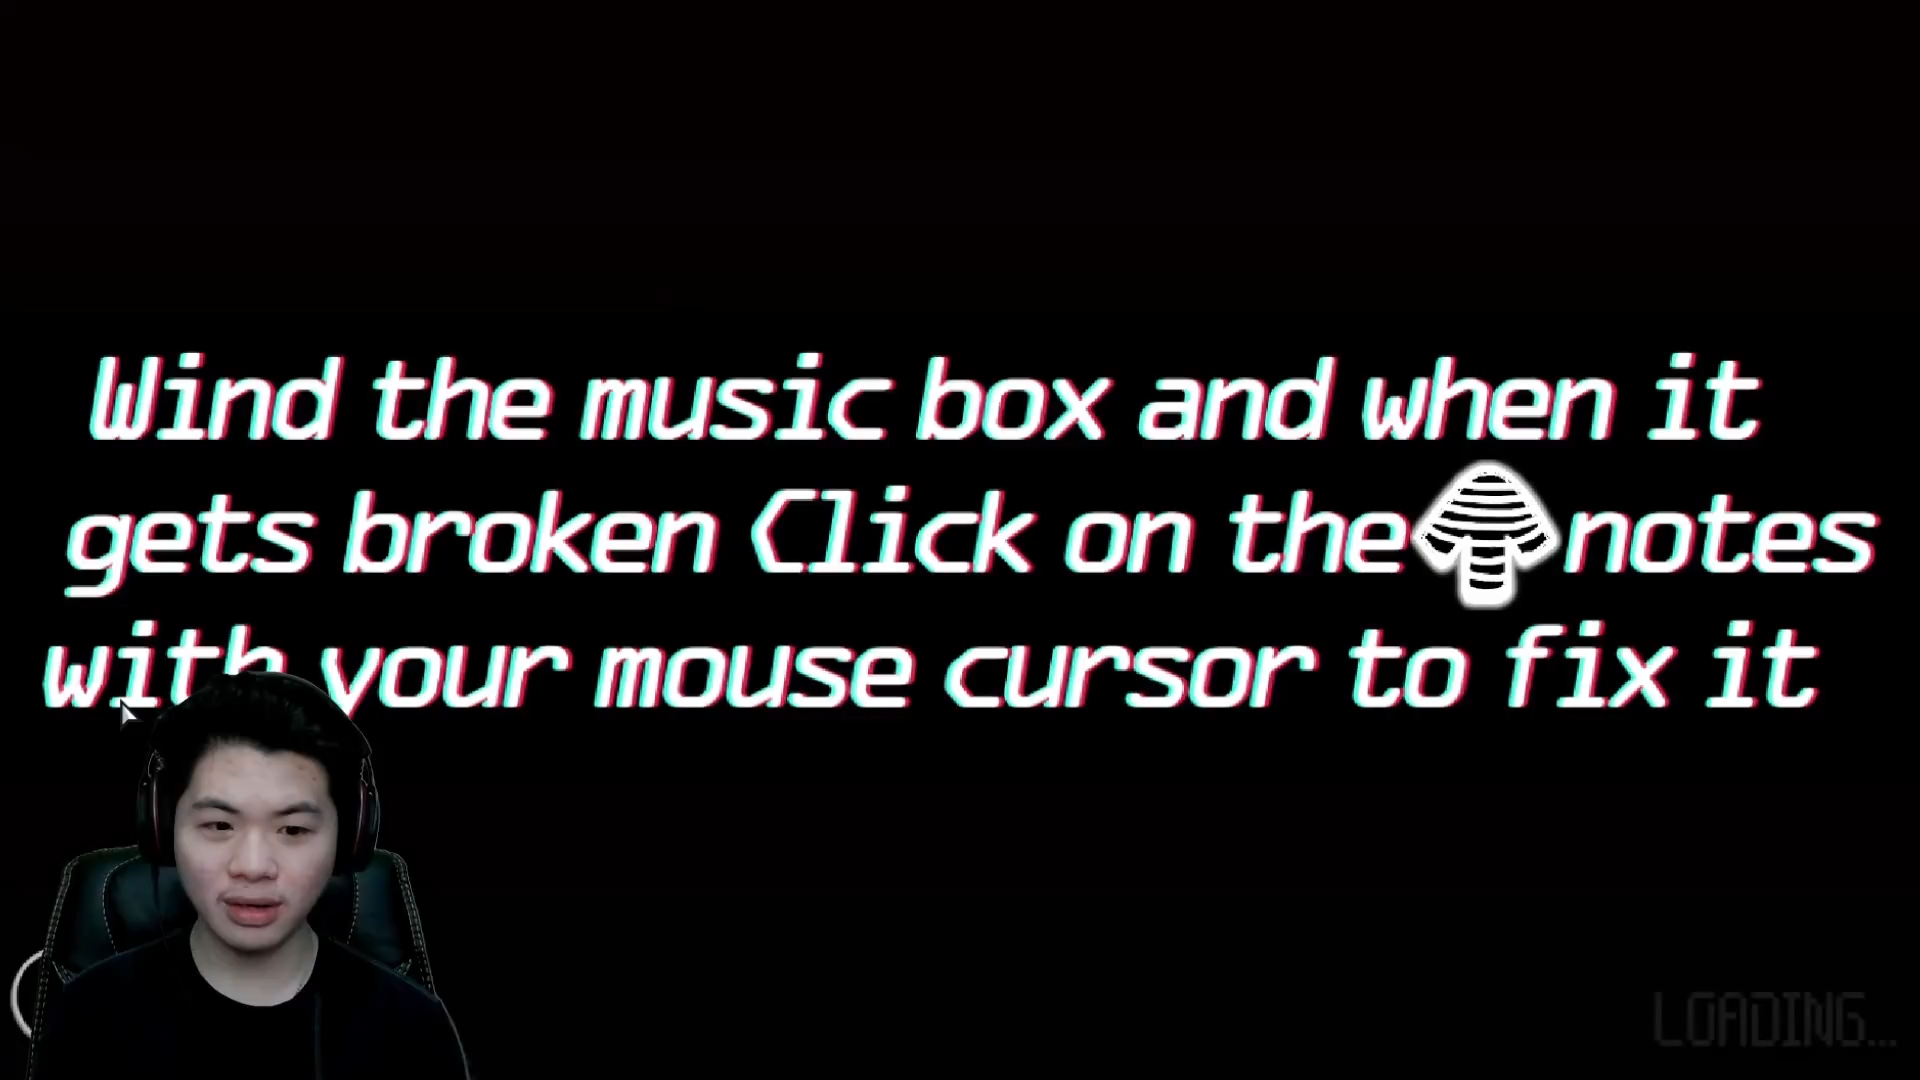 Wind the music box and when it
gets broken Click on the notes
with your mouse cursor to fix it
LOADING...